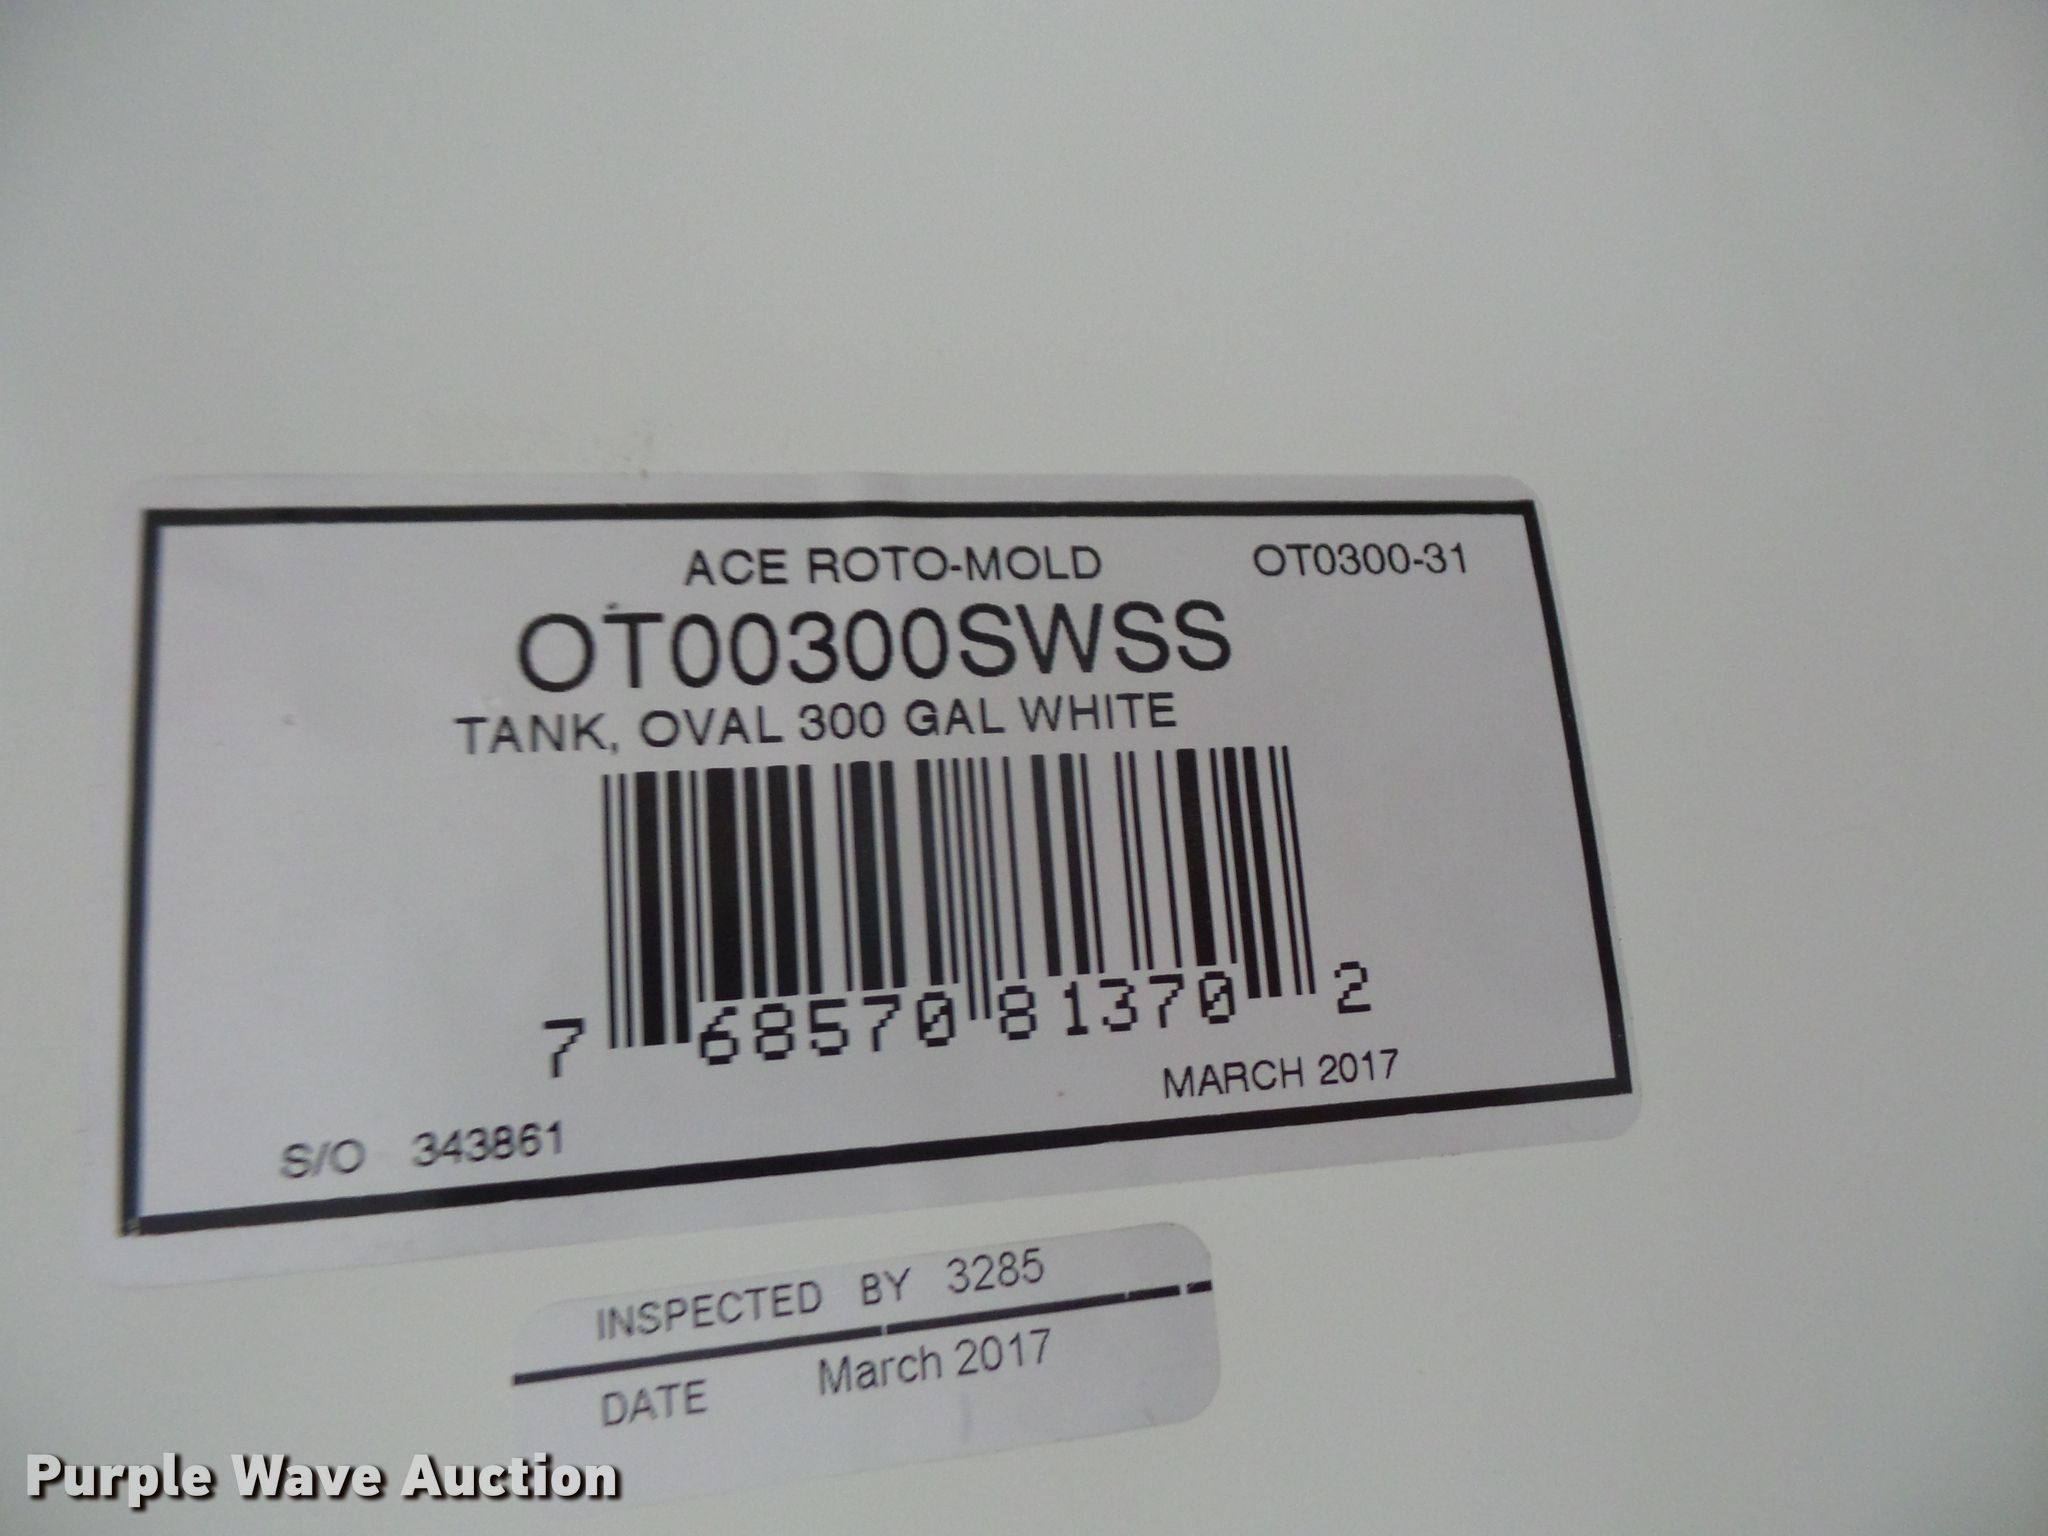 ACE ROTO-MOLD OT0300-31
OT00300SWSS
TANK, OVAL 300 GAL WHITE
7 68570 81370 2
MARCH 2017
S/O 343861
INSPECTED BY 3285
DATE March 2017
Purple Wave Auction